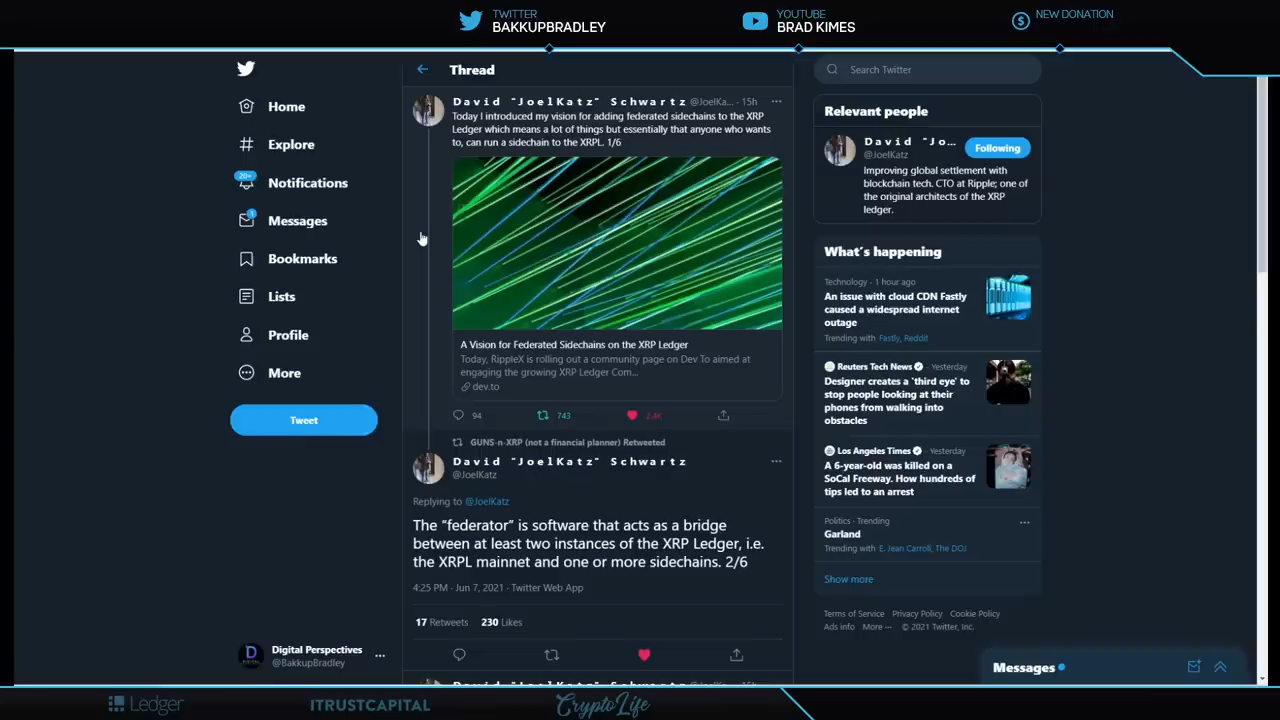 TWITTER
BAKKUPBRADLEY
YOUTUBE
BRAD KIMES
NEW DONATION
Home
Explore
20+
Notifications
1
Messages
Bookmarks
Lists
Profile
More
Tweet
Digital Perspectives
@BakkupBradley
Thread
David "JoelKatz" Schwartz @JoelKa... · 15h
Today I introduced my vision for adding federated sidechains to the XRP
Ledger which means a lot of things but essentially that anyone who wants
to, can run a sidechain to the XRPL. 1/6
A Vision for Federated Sidechains on the XRP Ledger
Today, RippleX is rolling out a community page on Dev To aimed at
engaging the growing XRP Ledger Com...
dev.to
94 743 2.4K
GUNS-n-XRP (not a financial planner) Retweeted
David "JoelKatz" Schwartz
@JoelKatz
Replying to @JoelKatz
The "federator" is software that acts as a bridge
between at least two instances of the XRP Ledger, i.e.
the XRPL mainnet and one or more sidechains. 2/6
4:25 PM · Jun 7, 2021 · Twitter Web App
17 Retweets 230 Likes
Search Twitter
Relevant people
David "Jo...
@JoelKatz
Following
Improving global settlement with
blockchain tech. CTO at Ripple; one of
the original architects of the XRP
ledger.
What's happening
Technology · 1 hour ago
An issue with cloud CDN Fastly
caused a widespread internet
outage
Trending with Fastly, Reddit
Reuters Tech News · Yesterday
Designer creates a 'third eye' to
stop people looking at their
phones from walking into
obstacles
Los Angeles Times · Yesterday
A 6-year-old was killed on a
SoCal Freeway. How hundreds of
tips led to an arrest
Politics · Trending
Garland
Trending with E. Jean Carroll, The DOJ
Show more
Terms of Service Privacy Policy Cookie Policy
Ads info More ··· © 2021 Twitter, Inc.
Messages
Ledger
ITRUSTCAPITAL
CryptoLife